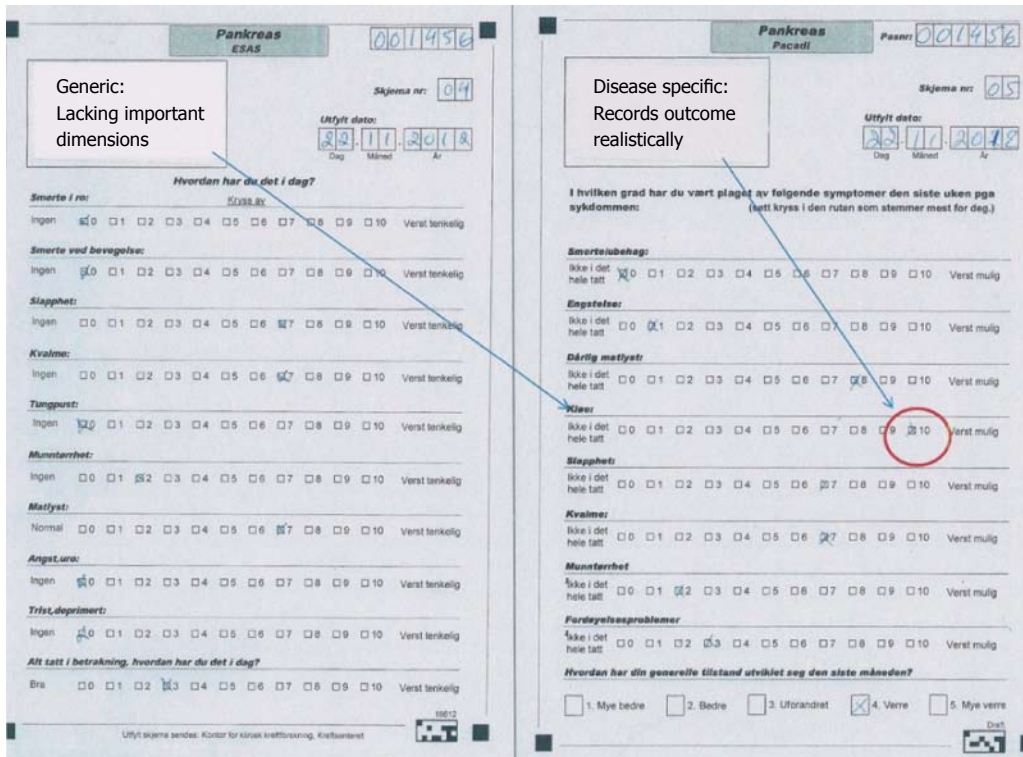 Pankreas
ESAS
001456
Generic:
Lacking important
dimensions
Skjema nr: 04
Utfylt dato:
22.11.2012
Dag Måned År
Hvordan har du det i dag?
Smerte i ro:
Kryss av
Ingen 0 1 2 3 4 5 6 7 8 9 10 Verst tenkelig
Smerte ved bevegelse:
Ingen 0 1 2 3 4 5 6 7 8 9 10 Verst tenkelig
Slapphet:
Ingen 0 1 2 3 4 5 6 7 8 9 10 Verst tenkelig
Kvalme:
Ingen 0 1 2 3 4 5 6 7 8 9 10 Verst tenkelig
Tungpust:
Ingen 0 1 2 3 4 5 6 7 8 9 10 Verst tenkelig
Munntørrhet:
Ingen 0 1 2 3 4 5 6 7 8 9 10 Verst tenkelig
Matlyst:
Normal 0 1 2 3 4 5 6 7 8 9 10 Verst tenkelig
Angst,uro:
Ingen 0 1 2 3 4 5 6 7 8 9 10 Verst tenkelig
Trist,deprimert:
Ingen 0 1 2 3 4 5 6 7 8 9 10 Verst tenkelig
Alt tatt i betrakning, hvordan har du det i dag?
Bra 0 1 2 3 4 5 6 7 8 9 10 Verst tenkelig
Utfylt skjema sendes: Kontor for klinisk kreftforskning, Kreftsenteret
Pankreas
Pacadi
Pasnr: 001456
Disease specific:
Records outcome
realistically
Skjema nr: 05
Utfylt dato:
22.11.2012
Dag Måned År
I hvilken grad har du vært plaget av følgende symptomer den siste uken pga
sykdommen: (sett kryss i den ruten som stemmer mest for deg.)
Smerte/ubehag:
Ikke i det
hele tatt 0 1 2 3 4 5 6 7 8 9 10 Verst mulig
Engstelse:
Ikke i det
hele tatt 0 1 2 3 4 5 6 7 8 9 10 Verst mulig
Dårlig matlyst:
Ikke i det
hele tatt 0 1 2 3 4 5 6 7 8 9 10 Verst mulig
Kløe:
Ikke i det
hele tatt 0 1 2 3 4 5 6 7 8 9 10 Verst mulig
Slapphet:
Ikke i det
hele tatt 0 1 2 3 4 5 6 7 8 9 10 Verst mulig
Kvalme:
Ikke i det
hele tatt 0 1 2 3 4 5 6 7 8 9 10 Verst mulig
Munntørrhet
Ikke i det
hele tatt 0 1 2 3 4 5 6 7 8 9 10 Verst mulig
Fordøyelsesproblemer
Ikke i det
hele tatt 0 1 2 3 4 5 6 7 8 9 10 Verst mulig
Hvordan har din generelle tilstand utviklet seg den siste måneden?
1. Mye bedre 2. Bedre 3. Uforandret 4. Verre 5. Mye verre
Draft